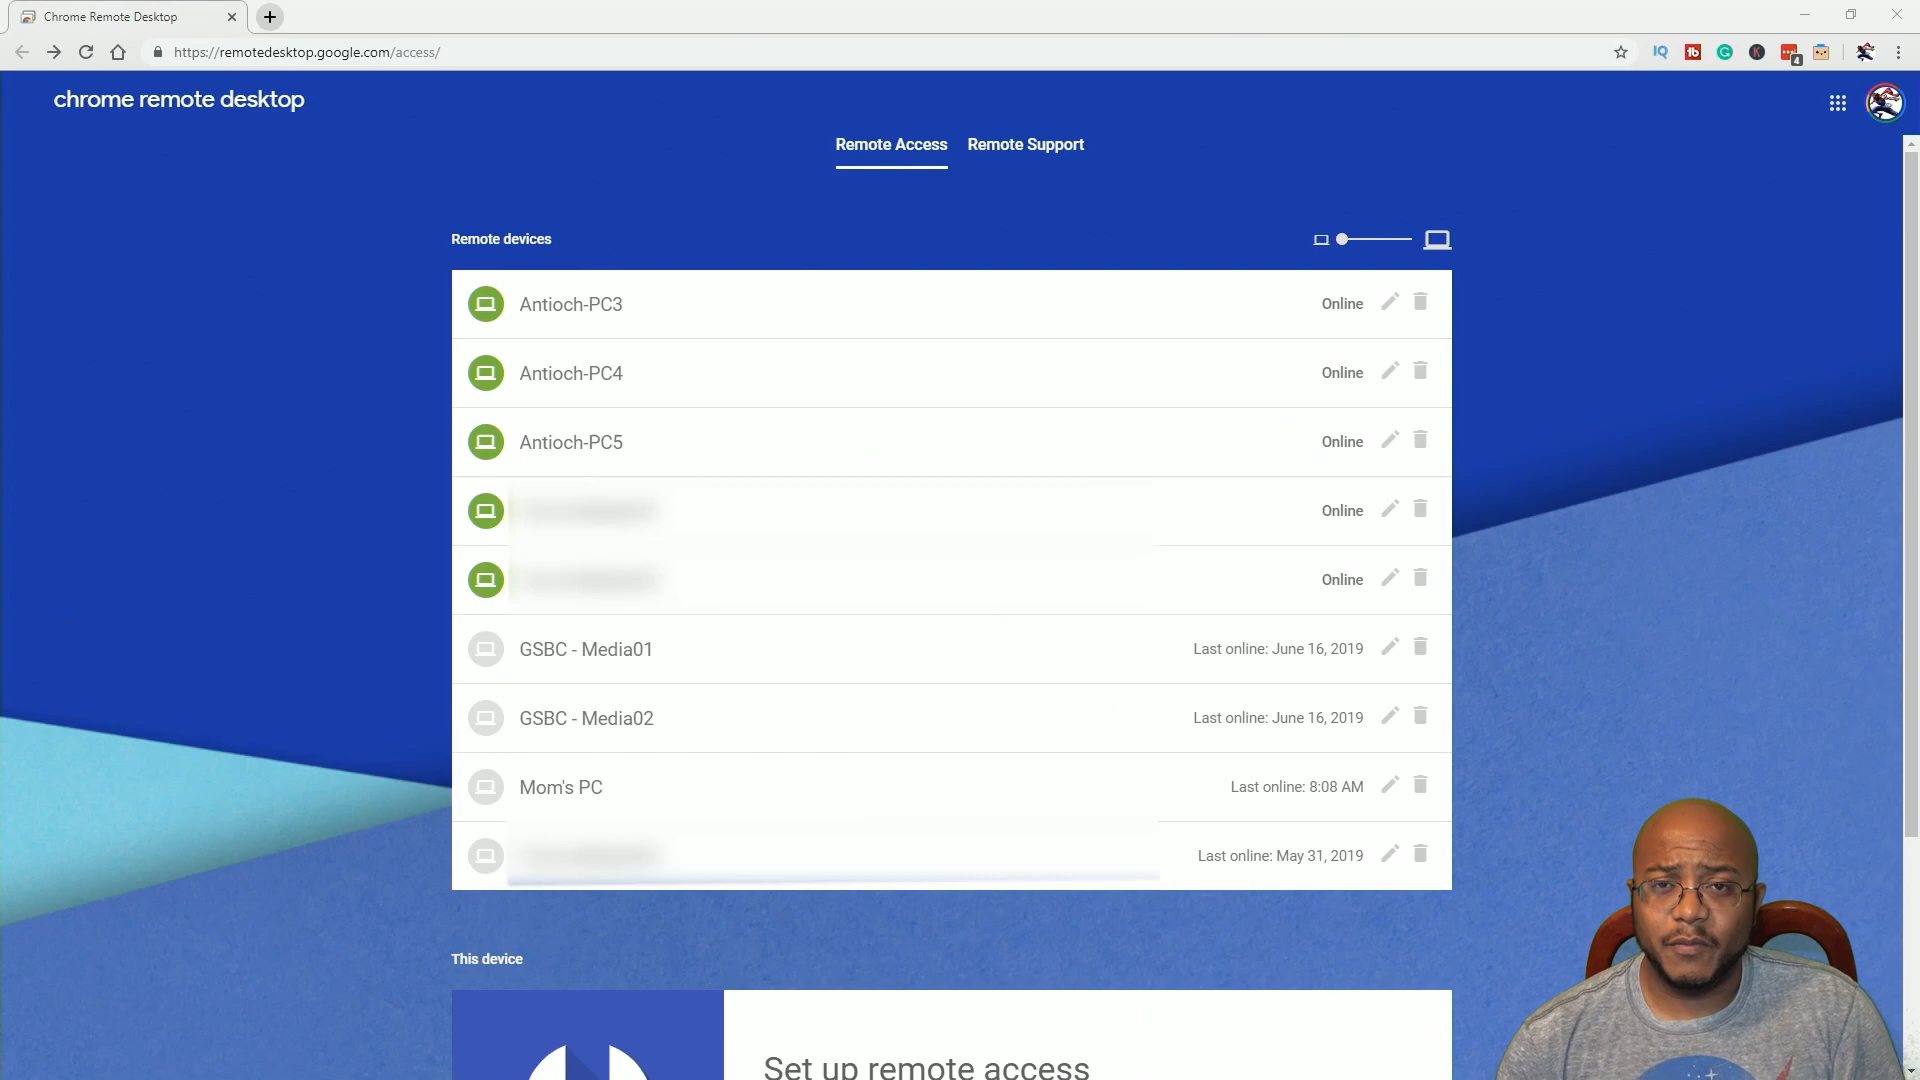 Chrome Remote Desktop
https://remotedesktop.google.com/access/
IQ
K
4
chrome remote desktop
Remote Access Remote Support
Remote devices
Antioch-PC3 Online
Antioch-PC4 Online
Antioch-PC5 Online
Online
Online
GSBC - Media01 Last online: June 16, 2019
GSBC - Media02 Last online: June 16, 2019
Mom's PC Last online: 8:08 AM
Last online: May 31, 2019
This device
Set up remote access